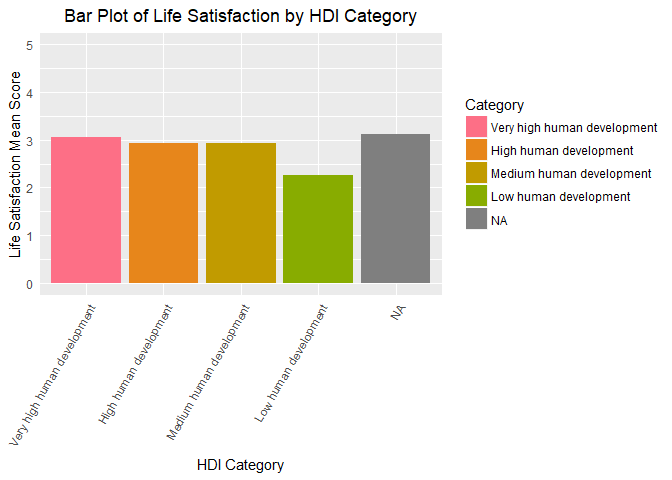 Bar Plot of Life Satisfaction by HDI Category
Life Satisfaction Mean Score
5
4
3
2
1
0
Very high human development
High human development
Medium human development
Low human development
NA
HDI Category
Category
Very high human development
High human development
Medium human development
Low human development
NA